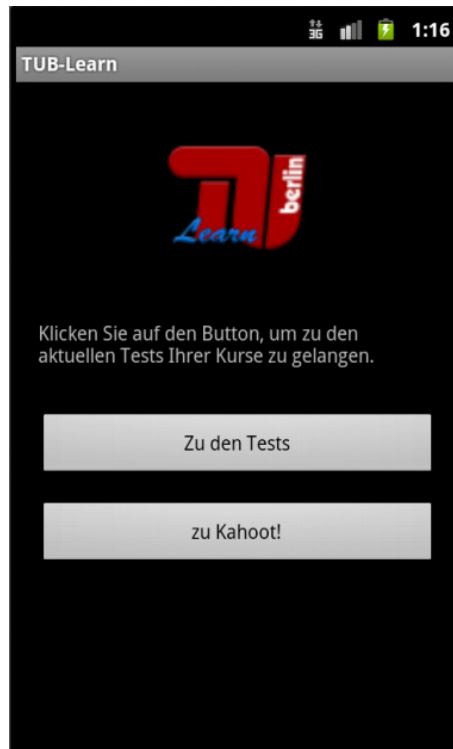 3G 1:16
TUB-Learn
TU berlin
Learn
Klicken Sie auf den Button, um zu den
aktuellen Tests Ihrer Kurse zu gelangen.
Zu den Tests
zu Kahoot!